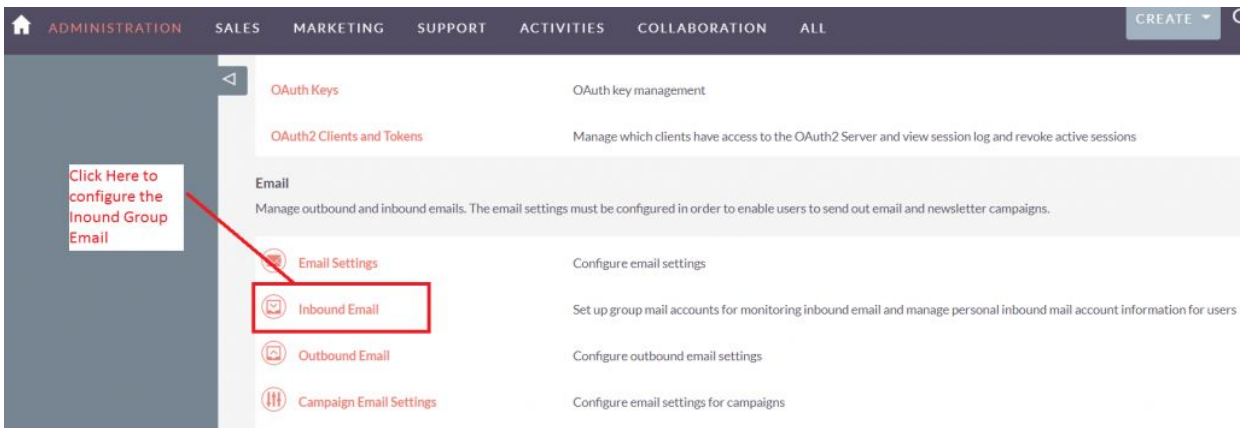 ADMINISTRATION SALES MARKETING SUPPORT ACTIVITIES COLLABORATION ALL CREATE
OAuth Keys OAuth key management
OAuth2 Clients and Tokens Manage which clients have access to the OAuth2 Server and view session log and revoke active sessions
Click Here to
configure the
Inound Group
Email
Email
Manage outbound and inbound emails. The email settings must be configured in order to enable users to send out email and newsletter campaigns.
Email Settings Configure email settings
Inbound Email Set up group mail accounts for monitoring inbound email and manage personal inbound mail account information for users
Outbound Email Configure outbound email settings
Campaign Email Settings Configure email settings for campaigns